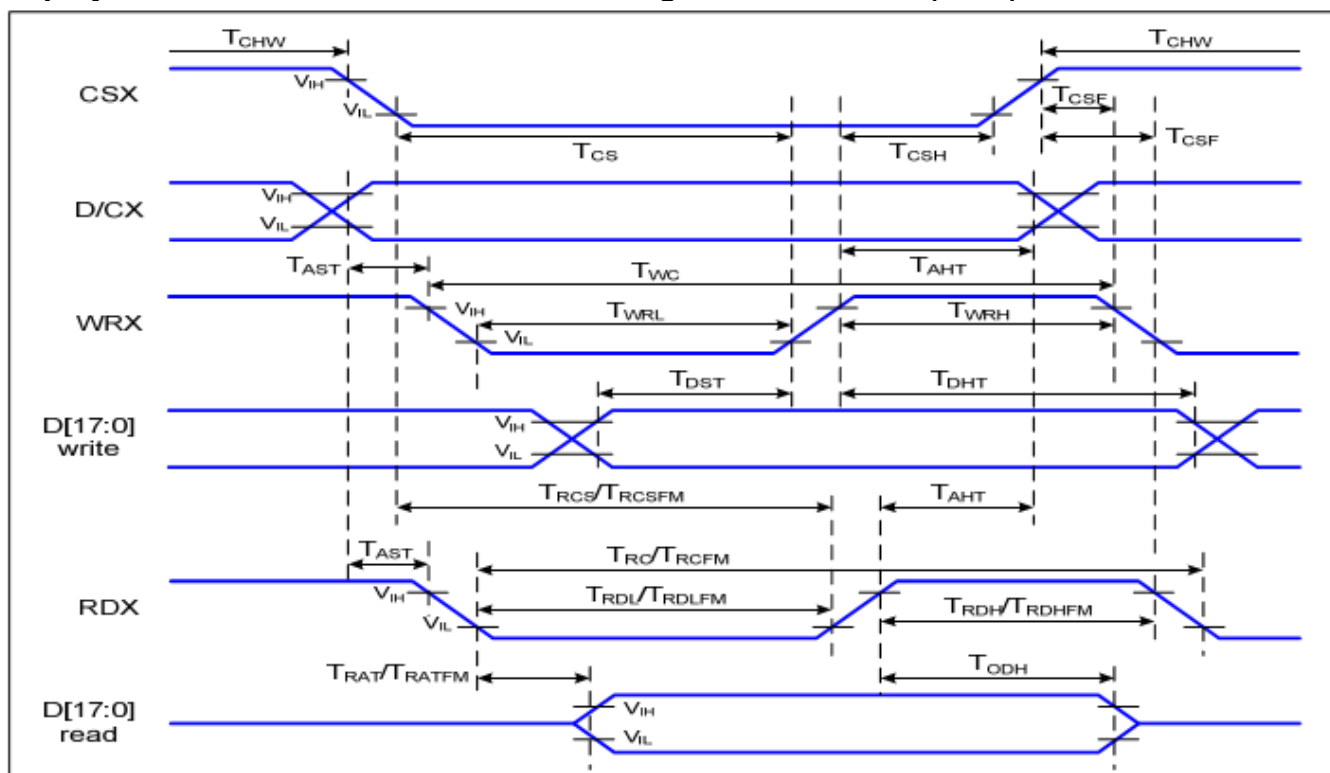 TCHW TCHW
VIH
CSX
VIL
TCSF
TCSF
TCS TCSH
VIH
D/CX
VIL
TAST TWC TAHT
VIH
WRX TWRL TWRH
VIL
TDST TDHT
D[17:0]
write
VIH
VIL
TRCS/TRCSFM TAHT
TAST
TRC/TRCFM
VIH
RDX TRDL/TRDLFM TRDH/TRDHFM
VIL
TRAT/TRATFM TODH
D[17:0]
read
VIH
VIL